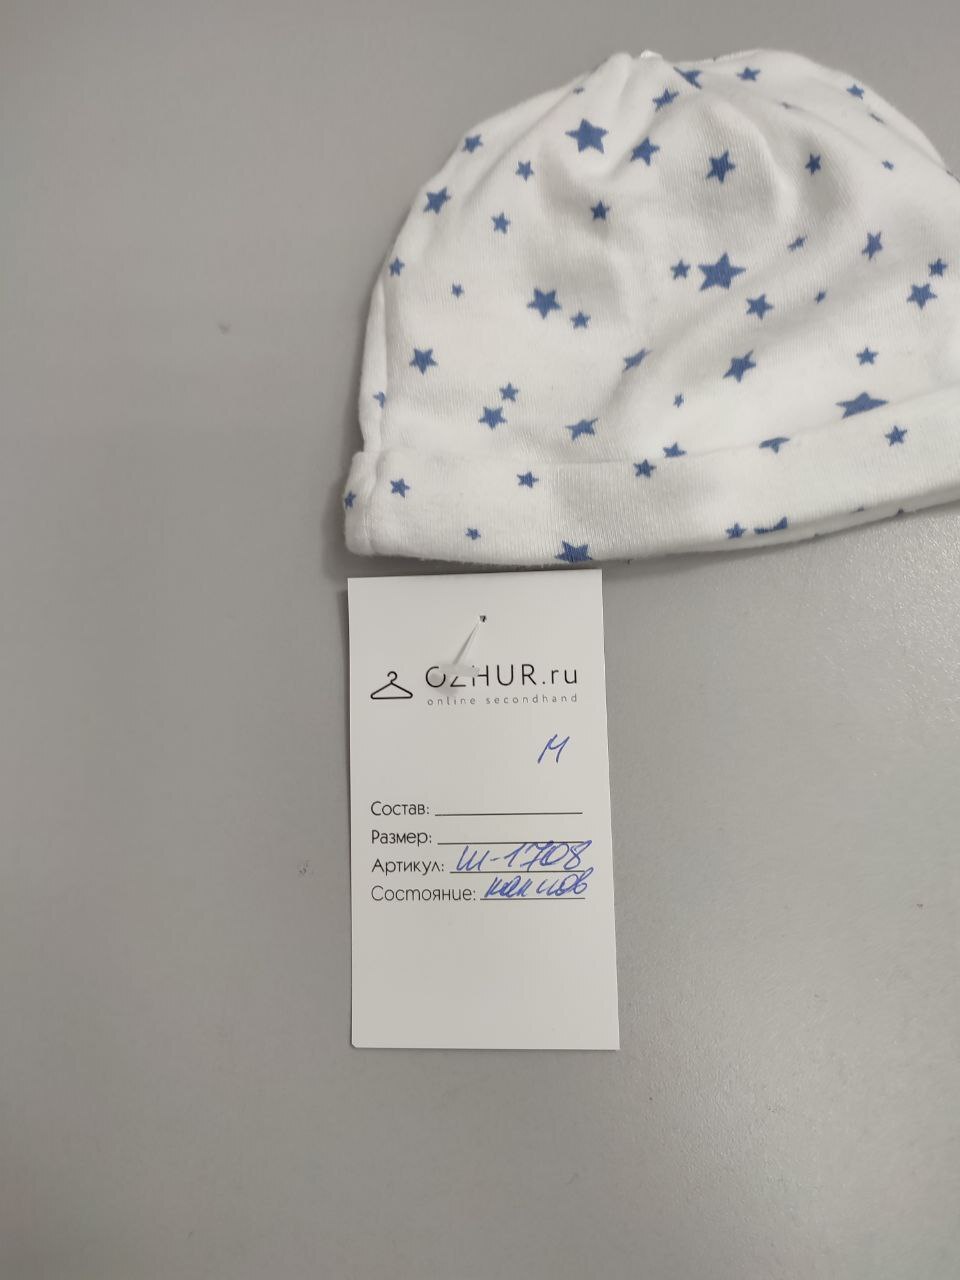 OZHUR.ru
online secondhand
М
Состав:
Размер:
Артикул: Ш-1708
Состояние: как нов